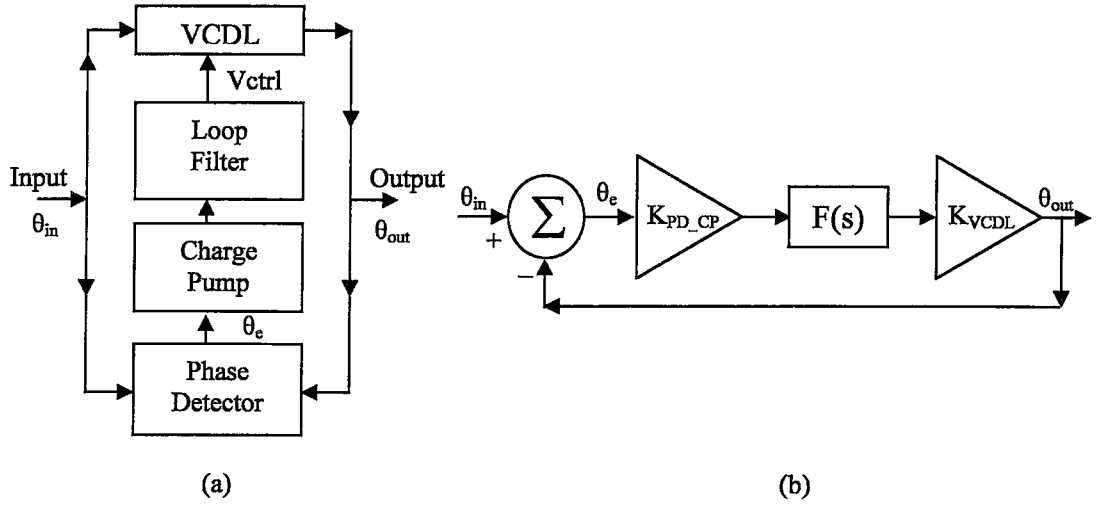 VCDL
Vctrl
Loop
Filter
Input
θin
Output
θout
Charge
Pump
θe
Phase
Detector
(a)
θin
+
−
Σ
θe
KPD_CP
F(s)
KVCDL
θout
(b)